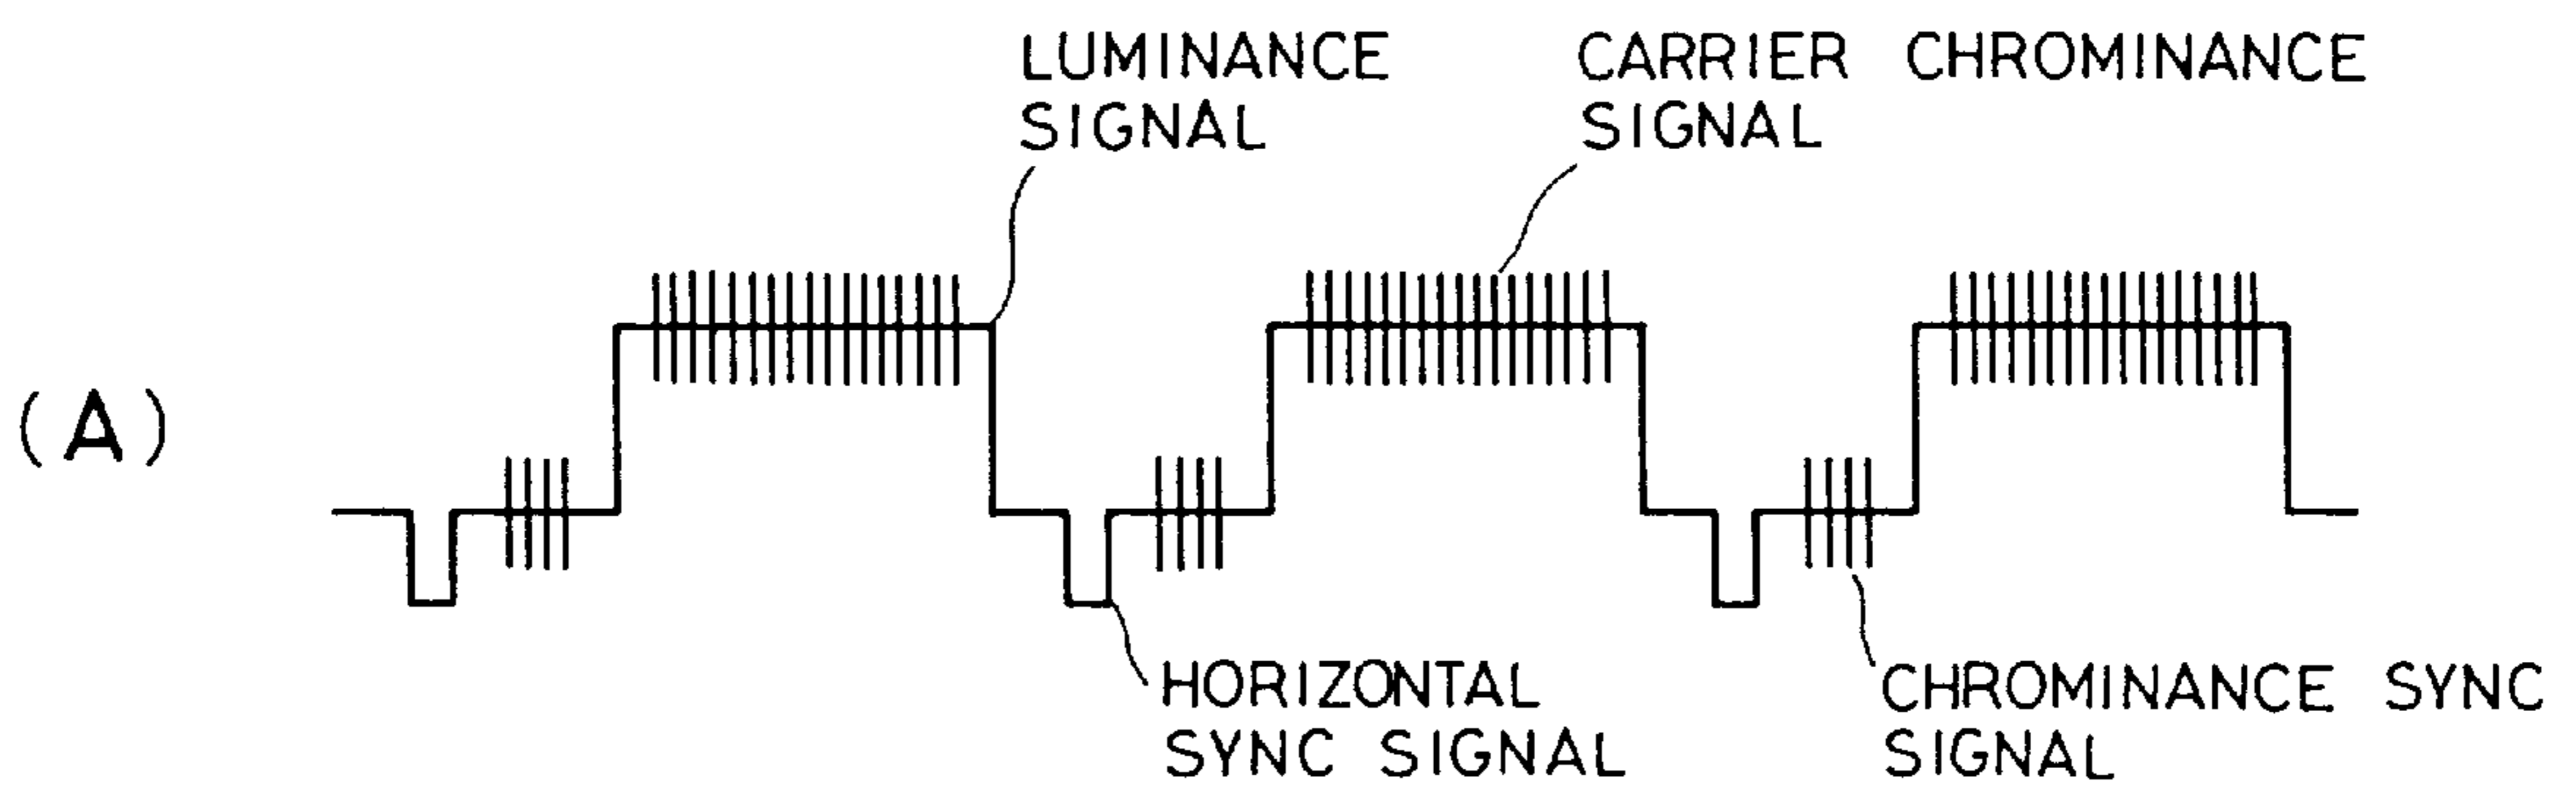 LUMINANCE
SIGNAL
CARRIER CHROMINANCE
SIGNAL
(A)
HORIZONTAL
SYNC SIGNAL
CHROMINANCE SYNC
SIGNAL